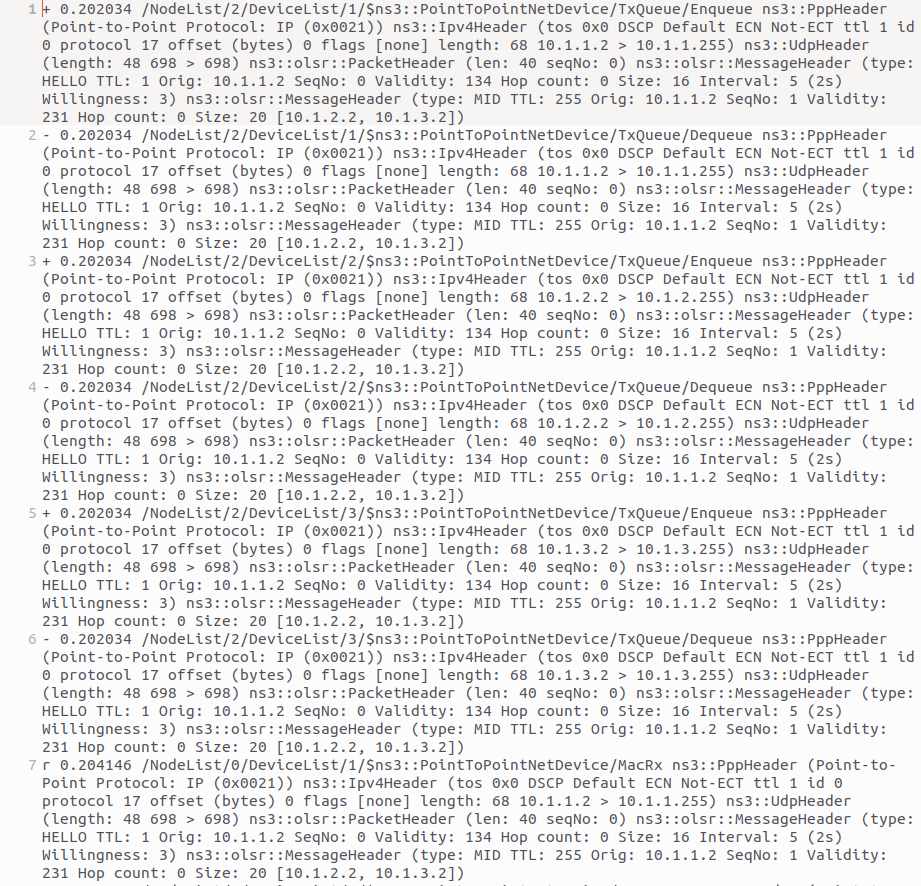 1 + 0.202034 /NodeList/2/DeviceList/1/$ns3::PointToPointNetDevice/TxQueue/Enqueue ns3::PppHeader
(Point-to-Point Protocol: IP (0x0021)) ns3::Ipv4Header (tos 0x0 DSCP Default ECN Not-ECT ttl 1 id
0 protocol 17 offset (bytes) 0 flags [none] length: 68 10.1.1.2 > 10.1.1.255) ns3::UdpHeader
(length: 48 698 > 698) ns3::olsr::PacketHeader (len: 40 seqNo: 0) ns3::olsr::MessageHeader (type:
HELLO TTL: 1 Orig: 10.1.1.2 SeqNo: 0 Validity: 134 Hop count: 0 Size: 16 Interval: 5 (2s)
Willingness: 3) ns3::olsr::MessageHeader (type: MID TTL: 255 Orig: 10.1.1.2 SeqNo: 1 Validity:
231 Hop count: 0 Size: 20 [10.1.2.2, 10.1.3.2])
2 - 0.202034 /NodeList/2/DeviceList/1/$ns3::PointToPointNetDevice/TxQueue/Dequeue ns3::PppHeader
(Point-to-Point Protocol: IP (0x0021)) ns3::Ipv4Header (tos 0x0 DSCP Default ECN Not-ECT ttl 1 id
0 protocol 17 offset (bytes) 0 flags [none] length: 68 10.1.1.2 > 10.1.1.255) ns3::UdpHeader
(length: 48 698 > 698) ns3::olsr::PacketHeader (len: 40 seqNo: 0) ns3::olsr::MessageHeader (type:
HELLO TTL: 1 Orig: 10.1.1.2 SeqNo: 0 Validity: 134 Hop count: 0 Size: 16 Interval: 5 (2s)
Willingness: 3) ns3::olsr::MessageHeader (type: MID TTL: 255 Orig: 10.1.1.2 SeqNo: 1 Validity:
231 Hop count: 0 Size: 20 [10.1.2.2, 10.1.3.2])
3 + 0.202034 /NodeList/2/DeviceList/2/$ns3::PointToPointNetDevice/TxQueue/Enqueue ns3::PppHeader
(Point-to-Point Protocol: IP (0x0021)) ns3::Ipv4Header (tos 0x0 DSCP Default ECN Not-ECT ttl 1 id
0 protocol 17 offset (bytes) 0 flags [none] length: 68 10.1.2.2 > 10.1.2.255) ns3::UdpHeader
(length: 48 698 > 698) ns3::olsr::PacketHeader (len: 40 seqNo: 0) ns3::olsr::MessageHeader (type:
HELLO TTL: 1 Orig: 10.1.1.2 SeqNo: 0 Validity: 134 Hop count: 0 Size: 16 Interval: 5 (2s)
Willingness: 3) ns3::olsr::MessageHeader (type: MID TTL: 255 Orig: 10.1.1.2 SeqNo: 1 Validity:
231 Hop count: 0 Size: 20 [10.1.2.2, 10.1.3.2])
4 - 0.202034 /NodeList/2/DeviceList/2/$ns3::PointToPointNetDevice/TxQueue/Dequeue ns3::PppHeader
(Point-to-Point Protocol: IP (0x0021)) ns3::Ipv4Header (tos 0x0 DSCP Default ECN Not-ECT ttl 1 id
0 protocol 17 offset (bytes) 0 flags [none] length: 68 10.1.2.2 > 10.1.2.255) ns3::UdpHeader
(length: 48 698 > 698) ns3::olsr::PacketHeader (len: 40 seqNo: 0) ns3::olsr::MessageHeader (type:
HELLO TTL: 1 Orig: 10.1.1.2 SeqNo: 0 Validity: 134 Hop count: 0 Size: 16 Interval: 5 (2s)
Willingness: 3) ns3::olsr::MessageHeader (type: MID TTL: 255 Orig: 10.1.1.2 SeqNo: 1 Validity:
231 Hop count: 0 Size: 20 [10.1.2.2, 10.1.3.2])
5 + 0.202034 /NodeList/2/DeviceList/3/$ns3::PointToPointNetDevice/TxQueue/Enqueue ns3::PppHeader
(Point-to-Point Protocol: IP (0x0021)) ns3::Ipv4Header (tos 0x0 DSCP Default ECN Not-ECT ttl 1 id
0 protocol 17 offset (bytes) 0 flags [none] length: 68 10.1.3.2 > 10.1.3.255) ns3::UdpHeader
(length: 48 698 > 698) ns3::olsr::PacketHeader (len: 40 seqNo: 0) ns3::olsr::MessageHeader (type:
HELLO TTL: 1 Orig: 10.1.1.2 SeqNo: 0 Validity: 134 Hop count: 0 Size: 16 Interval: 5 (2s)
Willingness: 3) ns3::olsr::MessageHeader (type: MID TTL: 255 Orig: 10.1.1.2 SeqNo: 1 Validity:
231 Hop count: 0 Size: 20 [10.1.2.2, 10.1.3.2])
6 - 0.202034 /NodeList/2/DeviceList/3/$ns3::PointToPointNetDevice/TxQueue/Dequeue ns3::PppHeader
(Point-to-Point Protocol: IP (0x0021)) ns3::Ipv4Header (tos 0x0 DSCP Default ECN Not-ECT ttl 1 id
0 protocol 17 offset (bytes) 0 flags [none] length: 68 10.1.3.2 > 10.1.3.255) ns3::UdpHeader
(length: 48 698 > 698) ns3::olsr::PacketHeader (len: 40 seqNo: 0) ns3::olsr::MessageHeader (type:
HELLO TTL: 1 Orig: 10.1.1.2 SeqNo: 0 Validity: 134 Hop count: 0 Size: 16 Interval: 5 (2s)
Willingness: 3) ns3::olsr::MessageHeader (type: MID TTL: 255 Orig: 10.1.1.2 SeqNo: 1 Validity:
231 Hop count: 0 Size: 20 [10.1.2.2, 10.1.3.2])
7 r 0.204146 /NodeList/0/DeviceList/1/$ns3::PointToPointNetDevice/MacRx ns3::PppHeader (Point-to-
Point Protocol: IP (0x0021)) ns3::Ipv4Header (tos 0x0 DSCP Default ECN Not-ECT ttl 1 id 0
protocol 17 offset (bytes) 0 flags [none] length: 68 10.1.1.2 > 10.1.1.255) ns3::UdpHeader
(length: 48 698 > 698) ns3::olsr::PacketHeader (len: 40 seqNo: 0) ns3::olsr::MessageHeader (type:
HELLO TTL: 1 Orig: 10.1.1.2 SeqNo: 0 Validity: 134 Hop count: 0 Size: 16 Interval: 5 (2s)
Willingness: 3) ns3::olsr::MessageHeader (type: MID TTL: 255 Orig: 10.1.1.2 SeqNo: 1 Validity:
231 Hop count: 0 Size: 20 [10.1.2.2, 10.1.3.2])